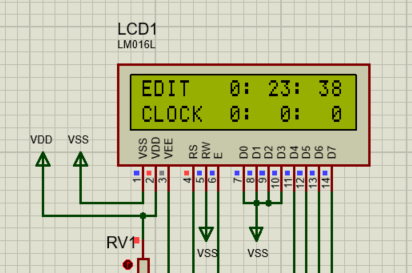 LCD1
LM016L
EDIT 0: 23: 38
CLOCK 0: 0: 0
VDD VSS
VSS VDD VEE RS RW E D0 D1 D2 D3 D4 D5 D6 D7
1 2 3 4 5 6 7 8 9 10 11 12 13 14
VSS VSS
RV1